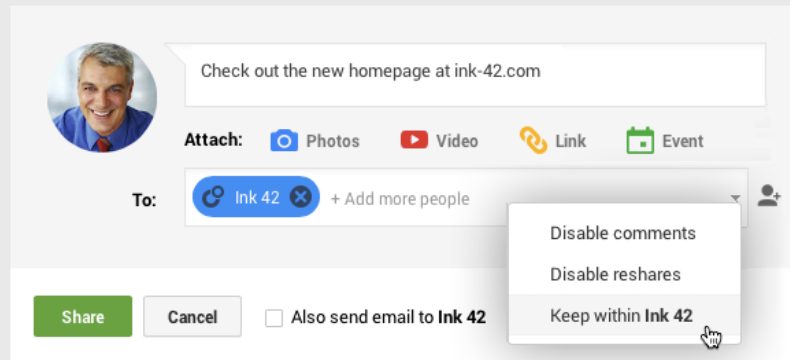 Check out the new homepage at ink-42.com
Attach: Photos Video Link Event
To: Ink 42 + Add more people
Disable comments
Disable reshares
Keep within Ink 42
Share Cancel Also send email to Ink 42